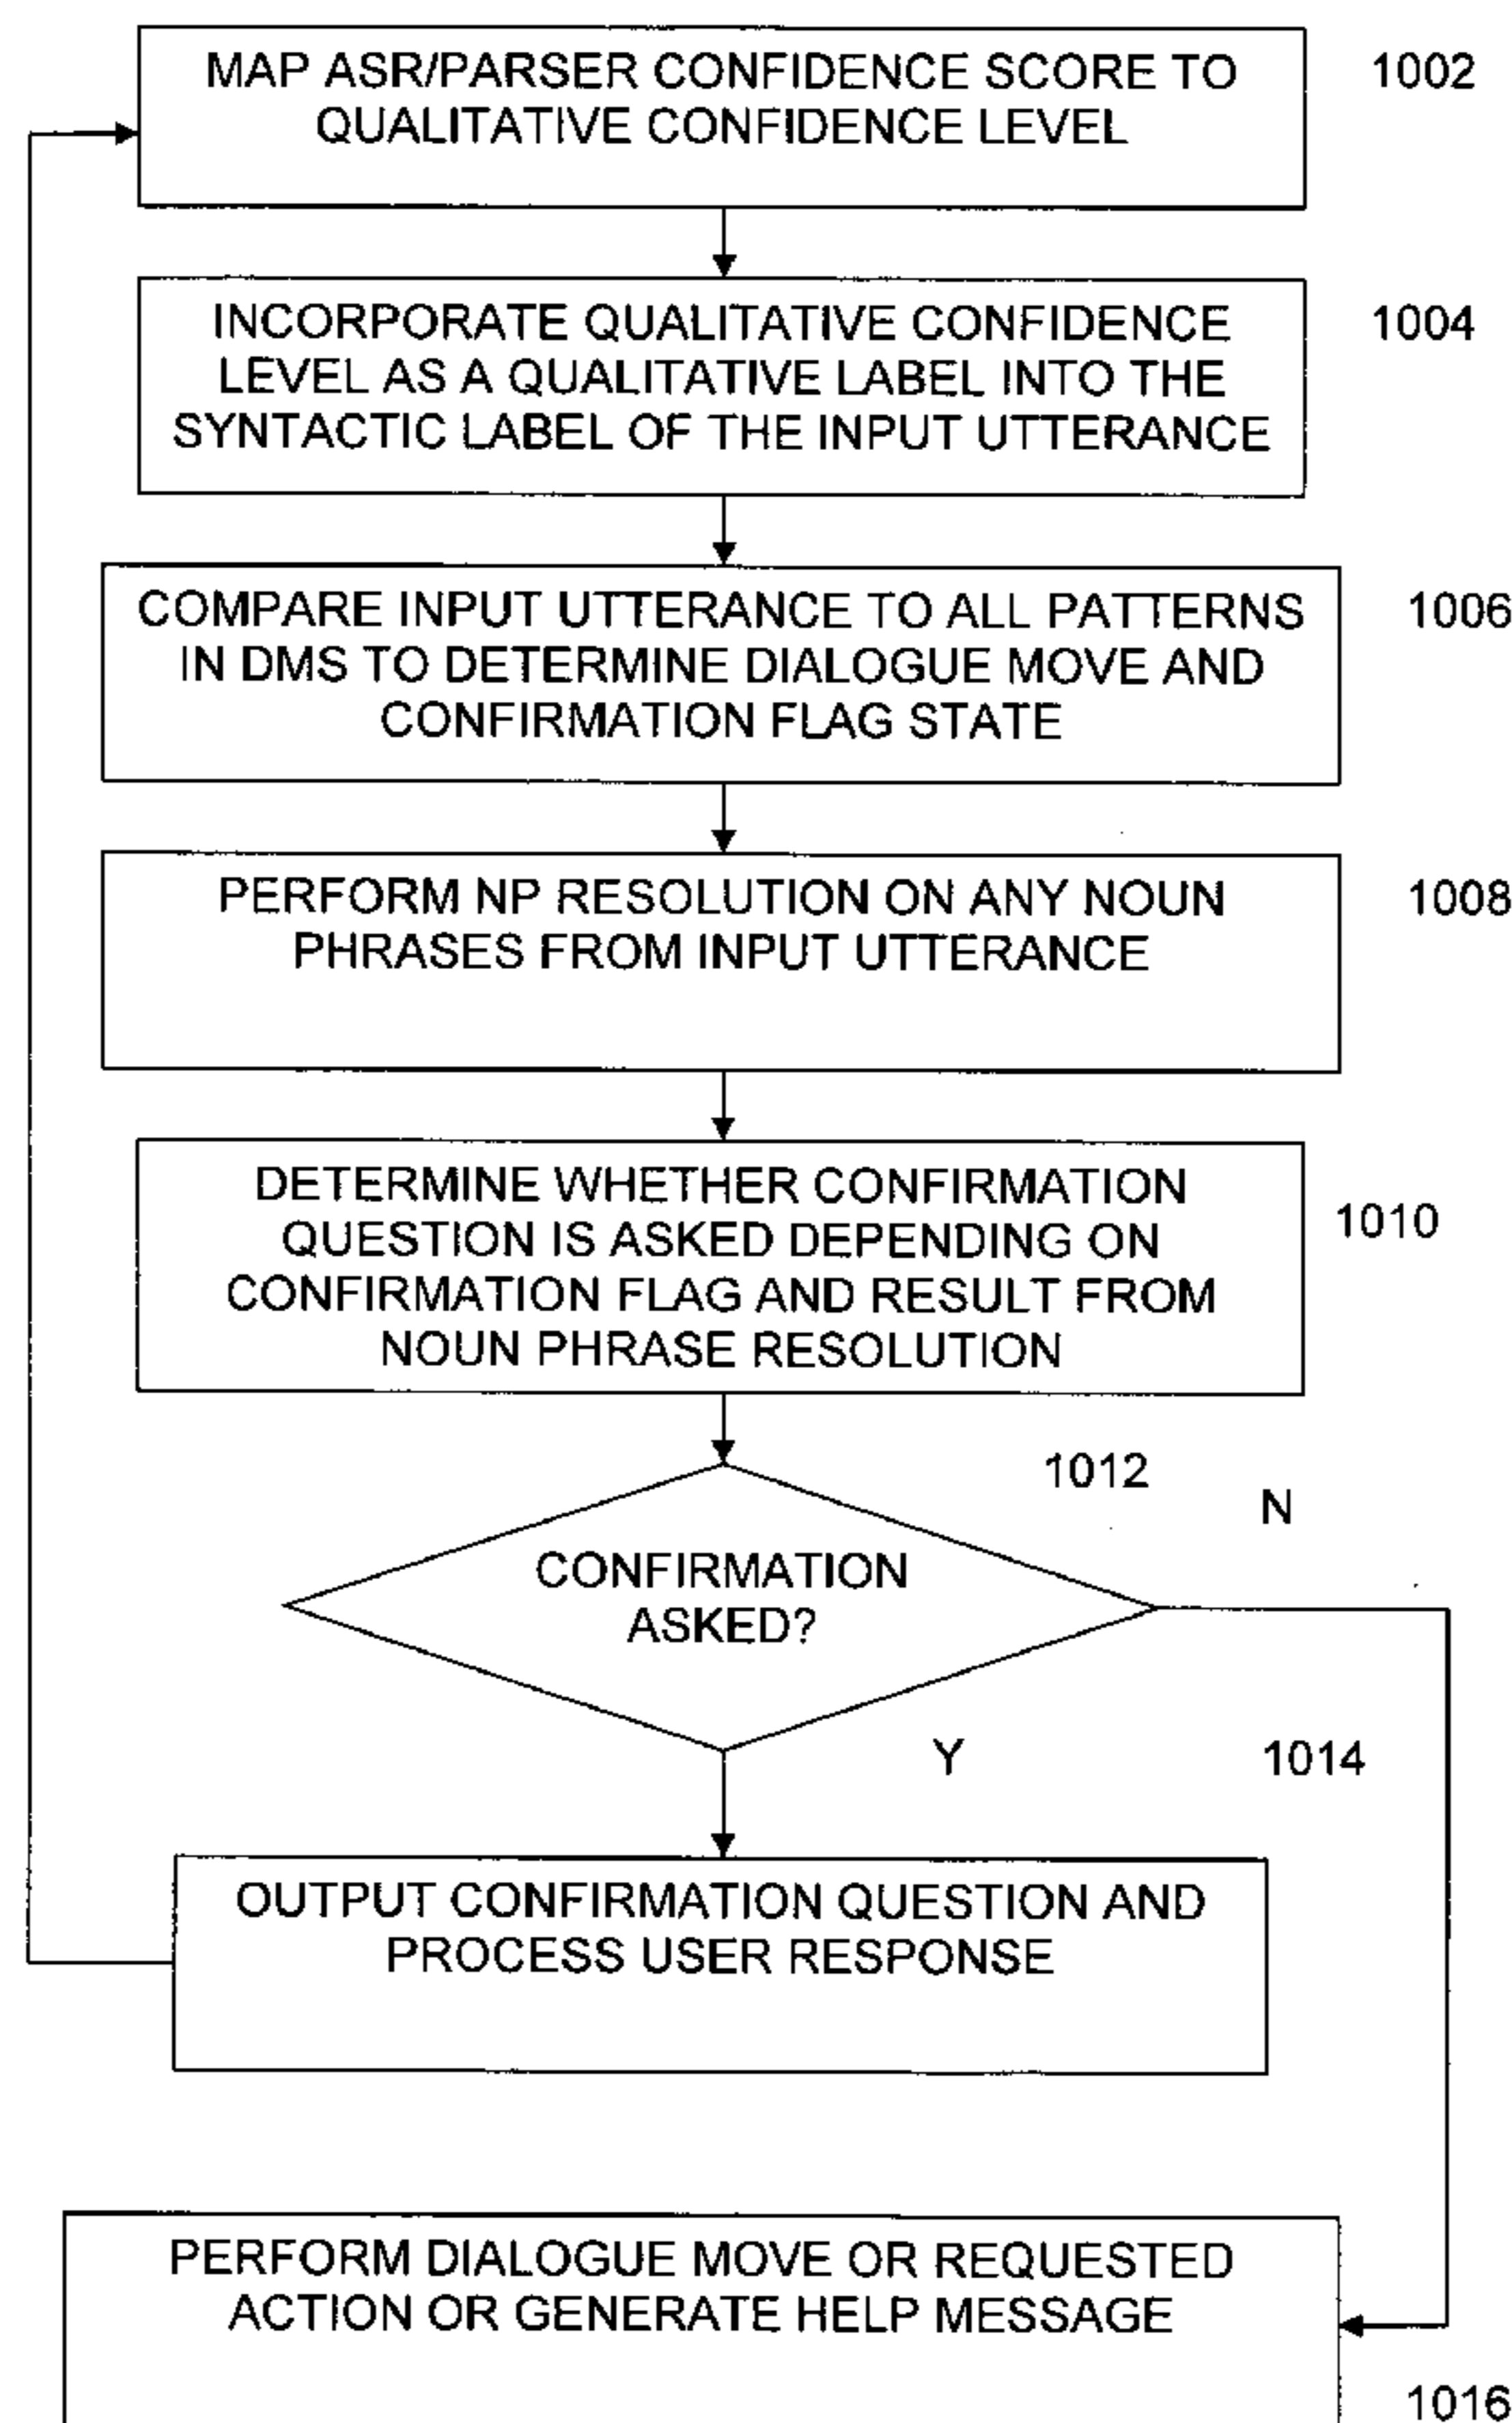 MAP ASR/PARSER CONFIDENCE SCORE TO
QUALITATIVE CONFIDENCE LEVEL
1002
INCORPORATE QUALITATIVE CONFIDENCE
LEVEL AS A QUALITATIVE LABEL INTO THE
SYNTACTIC LABEL OF THE INPUT UTTERANCE
1004
COMPARE INPUT UTTERANCE TO ALL PATTERNS
IN DMS TO DETERMINE DIALOGUE MOVE AND
CONFIRMATION FLAG STATE
1006
PERFORM NP RESOLUTION ON ANY NOUN
PHRASES FROM INPUT UTTERANCE
1008
DETERMINE WHETHER CONFIRMATION
QUESTION IS ASKED DEPENDING ON
CONFIRMATION FLAG AND RESULT FROM
NOUN PHRASE RESOLUTION
1010
1012
N
CONFIRMATION
ASKED?
Y
1014
OUTPUT CONFIRMATION QUESTION AND
PROCESS USER RESPONSE
PERFORM DIALOGUE MOVE OR REQUESTED
ACTION OR GENERATE HELP MESSAGE
1016